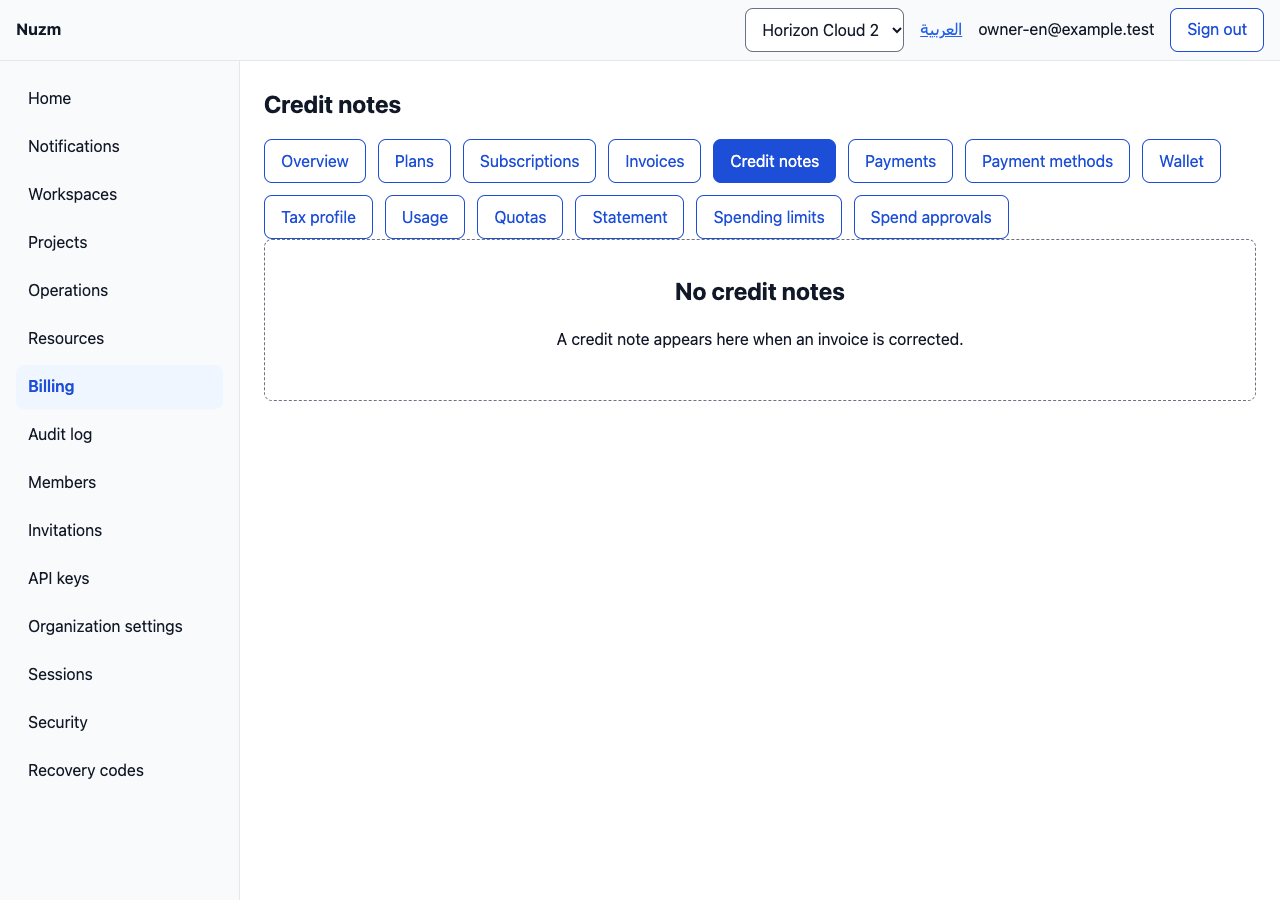 Nuzm
Horizon Cloud 2
العربية
owner-en@example.test
Sign out
Home
Notifications
Workspaces
Projects
Operations
Resources
Billing
Audit log
Members
Invitations
API keys
Organization settings
Sessions
Security
Recovery codes
Credit notes
Overview
Plans
Subscriptions
Invoices
Credit notes
Payments
Payment methods
Wallet
Tax profile
Usage
Quotas
Statement
Spending limits
Spend approvals
No credit notes
A credit note appears here when an invoice is corrected.